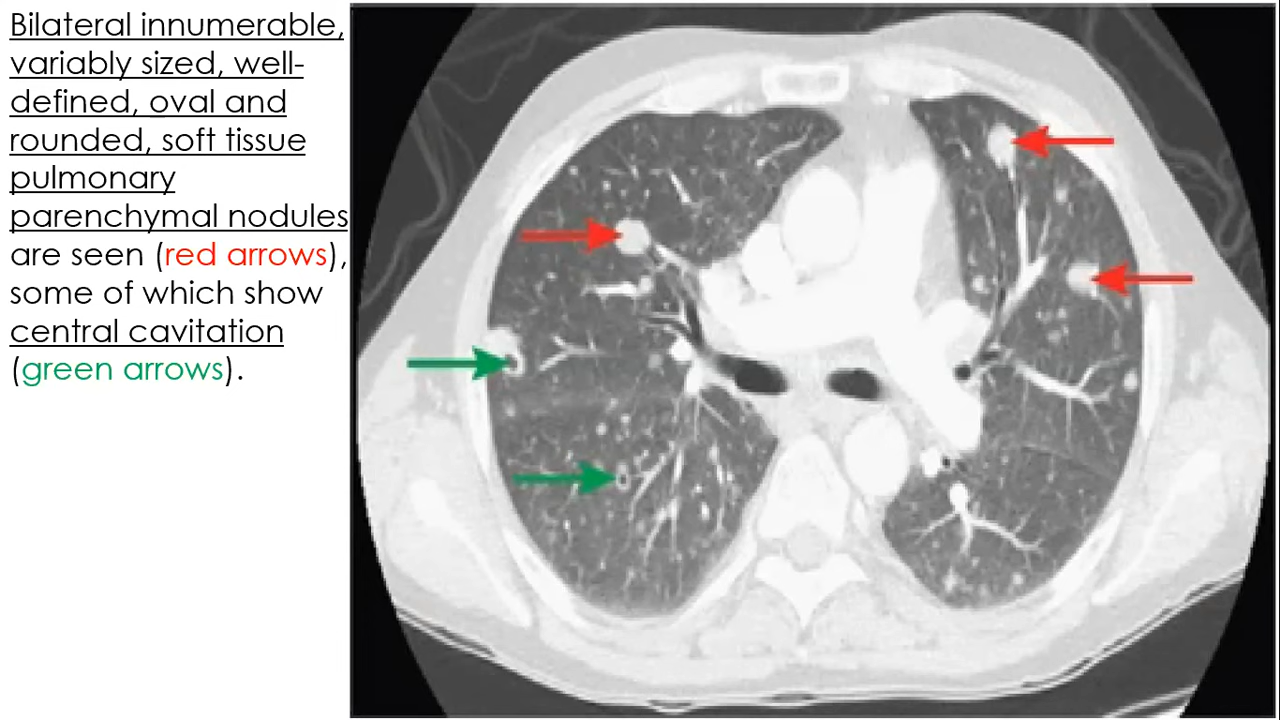 Bilateral innumerable,
variably sized, well-
defined, oval and
rounded, soft tissue
pulmonary
parenchymal nodules
are seen (red arrows),
some of which show
central cavitation
(green arrows).